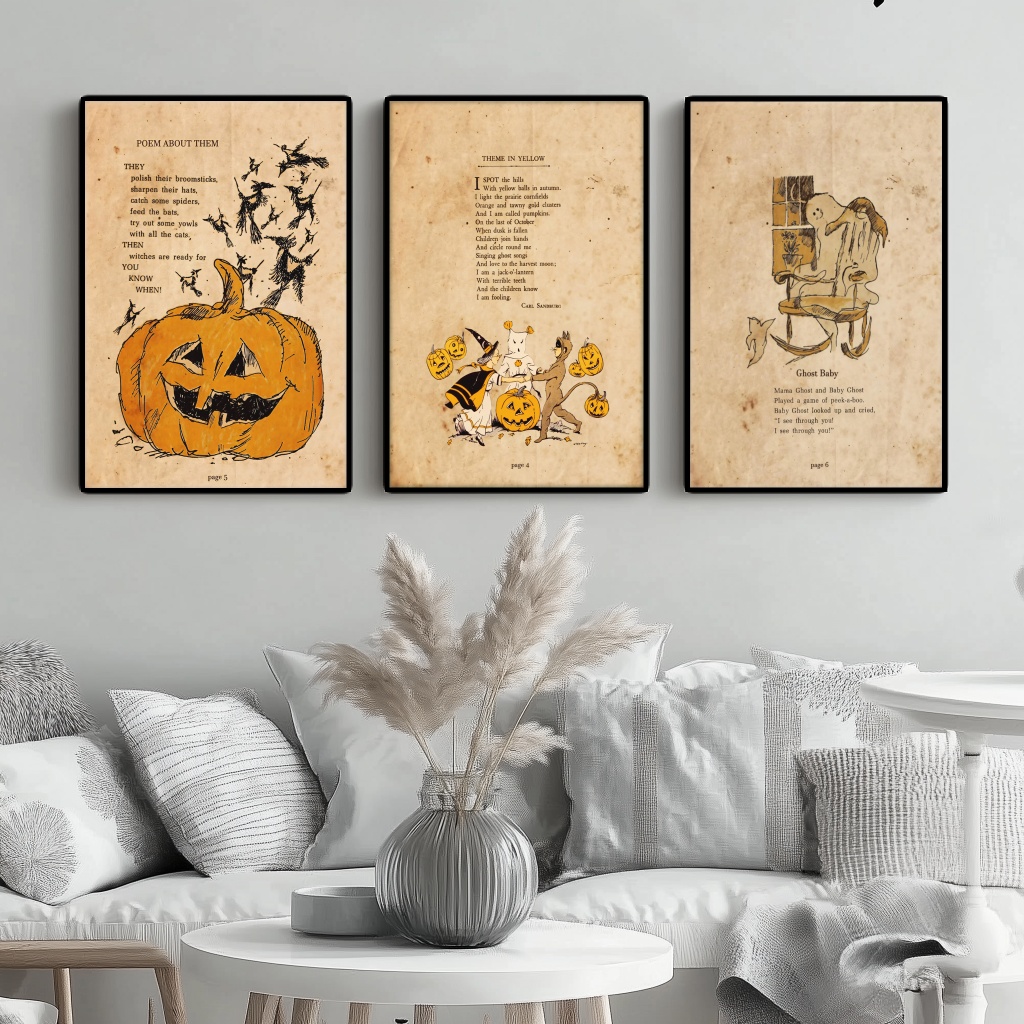 POEM ABOUT THEM
THEY
polish their broomsticks,
sharpen their hats,
catch some spiders,
feed the bats,
try out some yowls
with all the cats,
THEN
witches are ready for
YOU
KNOW
WHEN!
page 5
THEME IN YELLOW
I SPOT the hills
With yellow balls in autumn.
I light the prairie cornfields
Orange and tawny gold clusters
And I am called pumpkins.
On the last of October
When dusk is fallen
Children join hands
And circle round me
Singing ghost songs
And love to the harvest moon;
I am a jack-o'-lantern
With terrible teeth
And the children know
I am fooling.
CARL SANDBURG
page 4
Ghost Baby
Mama Ghost and Baby Ghost
Played a game of peek-a-boo.
Baby Ghost looked up and cried,
"I see through you!
I see through you!"
page 6